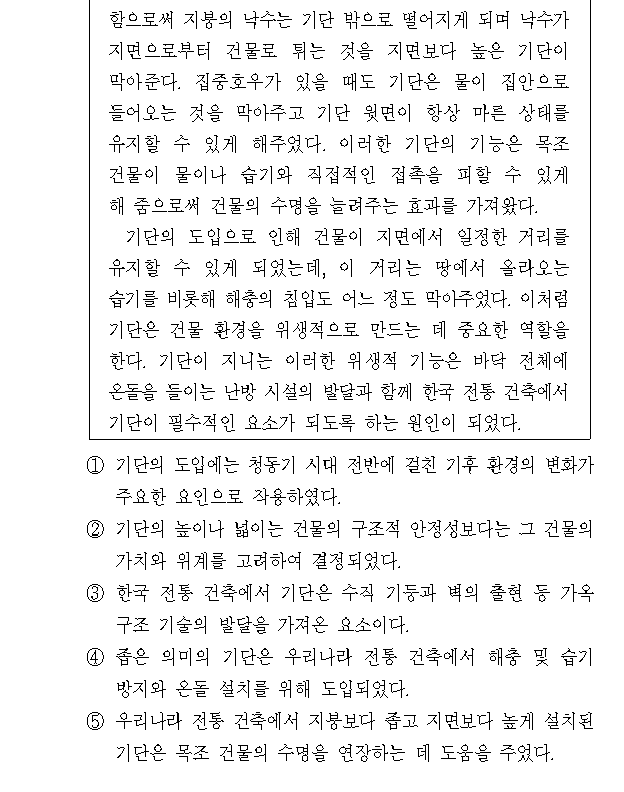 함으로써 지붕의 낙수는 기단 밖으로 떨어지게 되며 낙수가
지면으로부터 건물로 튀는 것을 지면보다 높은 기단이
막아준다. 집중호우가 있을 때도 기단은 물이 집안으로
들어오는 것을 막아주고 기단 윗면이 항상 마른 상태를
유지할 수 있게 해주었다. 이러한 기단의 기능은 목조
건물이 물이나 습기와 직접적인 접촉을 피할 수 있게
해 줌으로써 건물의 수명을 늘려주는 효과를 가져왔다.
기단의 도입으로 인해 건물이 지면에서 일정한 거리를
유지할 수 있게 되었는데, 이 거리는 땅에서 올라오는
습기를 비롯해 해충의 침입도 어느 정도 막아주었다. 이처럼
기단은 건물 환경을 위생적으로 만드는 데 중요한 역할을
한다. 기단이 지니는 이러한 위생적 기능은 바닥 전체에
온돌을 들이는 난방 시설의 발달과 함께 한국 전통 건축에서
기단이 필수적인 요소가 되도록 하는 원인이 되었다.
① 기단의 도입에는 청동기 시대 전반에 걸친 기후 환경의 변화가
주요한 요인으로 작용하였다.
② 기단의 높이나 넓이는 건물의 구조적 안정성보다는 그 건물의
가치와 위계를 고려하여 결정되었다.
③ 한국 전통 건축에서 기단은 수직 기둥과 벽의 출현 등 가옥
구조 기술의 발달을 가져온 요소이다.
④ 좁은 의미의 기단은 우리나라 전통 건축에서 해충 및 습기
방지와 온돌 설치를 위해 도입되었다.
⑤ 우리나라 전통 건축에서 지붕보다 좁고 지면보다 높게 설치된
기단은 목조 건물의 수명을 연장하는 데 도움을 주었다.